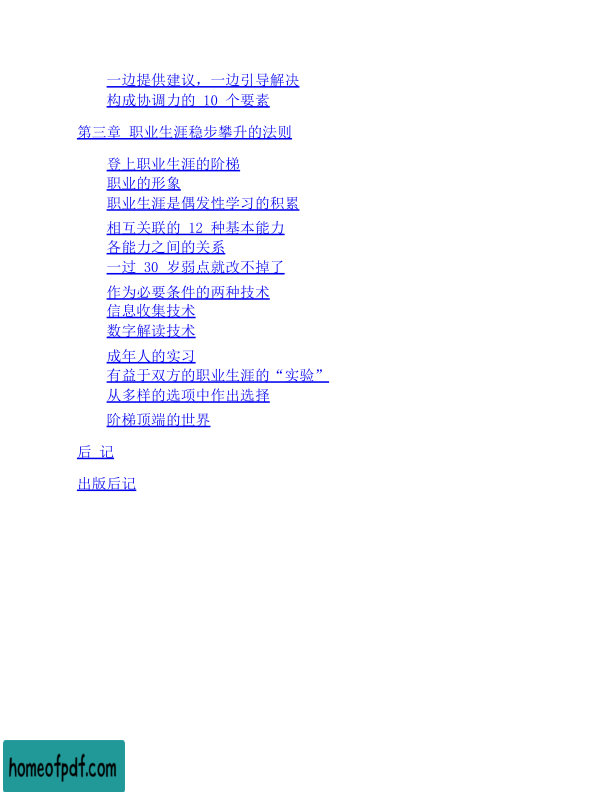 一边提供建议，一边引导解决
构成协调力的 10 个要素
第三章 职业生涯稳步攀升的法则
登上职业生涯的阶梯
职业的形象
职业生涯是偶发性学习的积累
相互关联的 12 种基本能力
各能力之间的关系
一过 30 岁弱点就改不掉了
作为必要条件的两种技术
信息收集技术
数字解读技术
成年人的实习
有益于双方的职业生涯的“实验”
从多样的选项中作出选择
阶梯顶端的世界
后 记
出版后记
homeofpdf.com